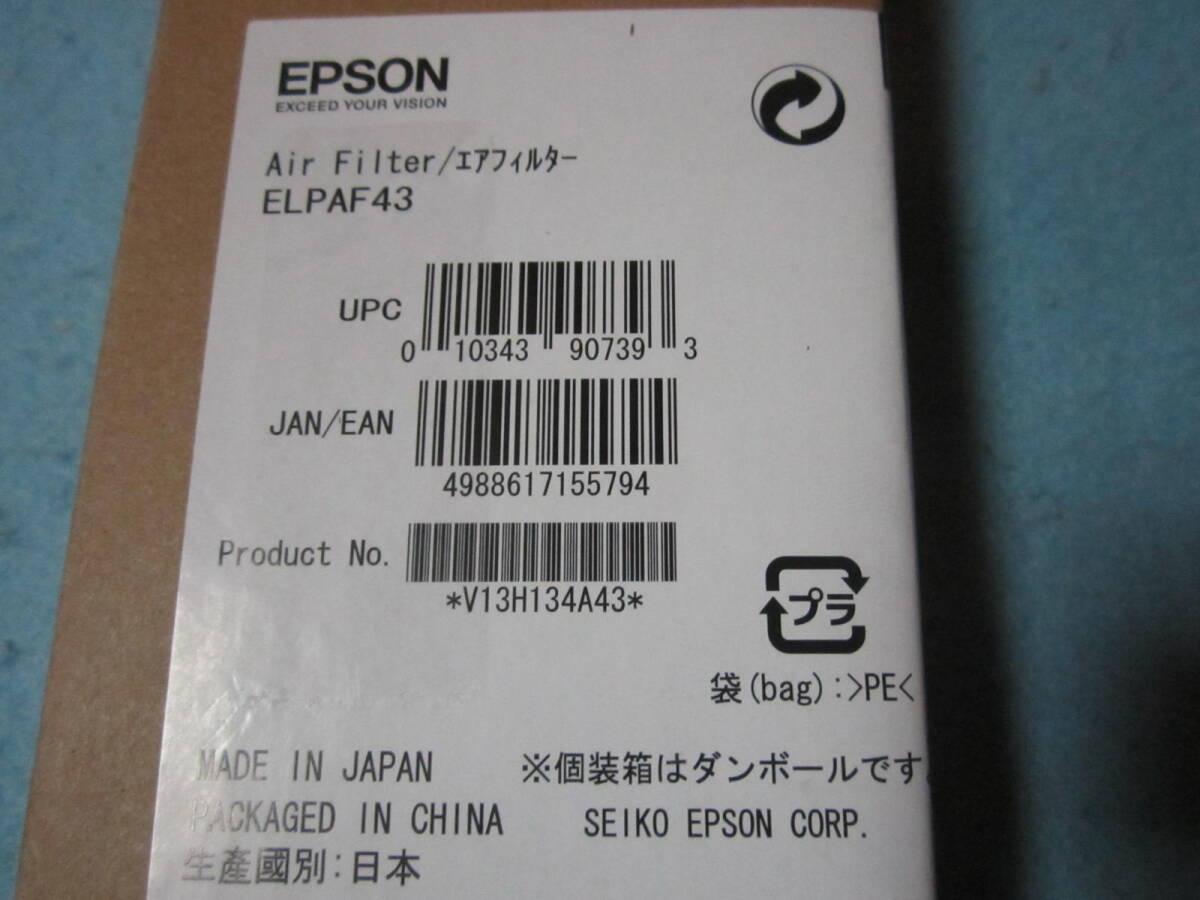 EPSON
EXCEED YOUR VISION
Air Filter/エアフィルター
ELPAF43
UPC
0 10343 90739 3
JAN/EAN
4988617155794
Product No.
*V13H134A43*
プラ
袋(bag):>PE<
MADE IN JAPAN ※個装箱はダンボールです。
PACKAGED IN CHINA SEIKO EPSON CORP.
生産國別:日本